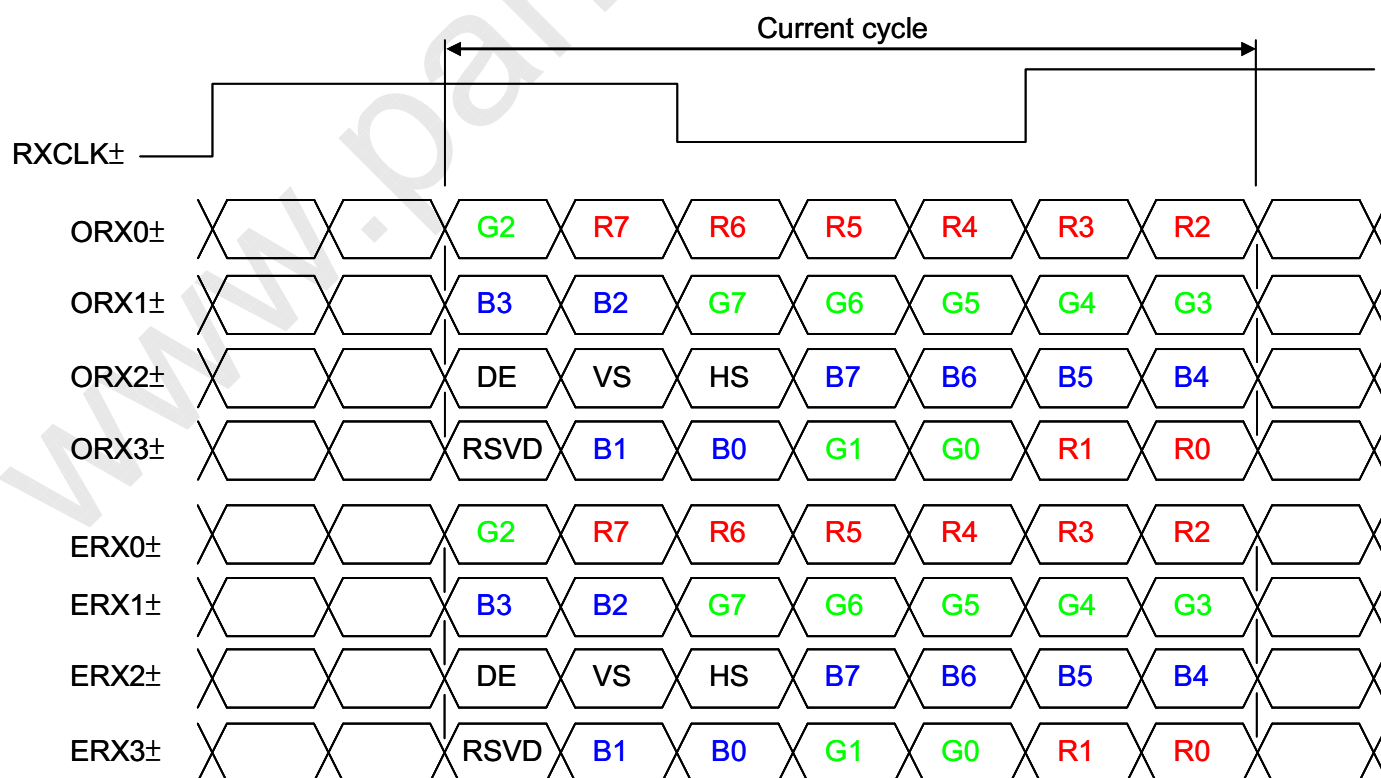 Current cycle
RXCLK±
ORX0± G2 R7 R6 R5 R4 R3 R2
ORX1± B3 B2 G7 G6 G5 G4 G3
ORX2± DE VS HS B7 B6 B5 B4
ORX3± RSVD B1 B0 G1 G0 R1 R0
ERX0± G2 R7 R6 R5 R4 R3 R2
ERX1± B3 B2 G7 G6 G5 G4 G3
ERX2± DE VS HS B7 B6 B5 B4
ERX3± RSVD B1 B0 G1 G0 R1 R0
www.pan